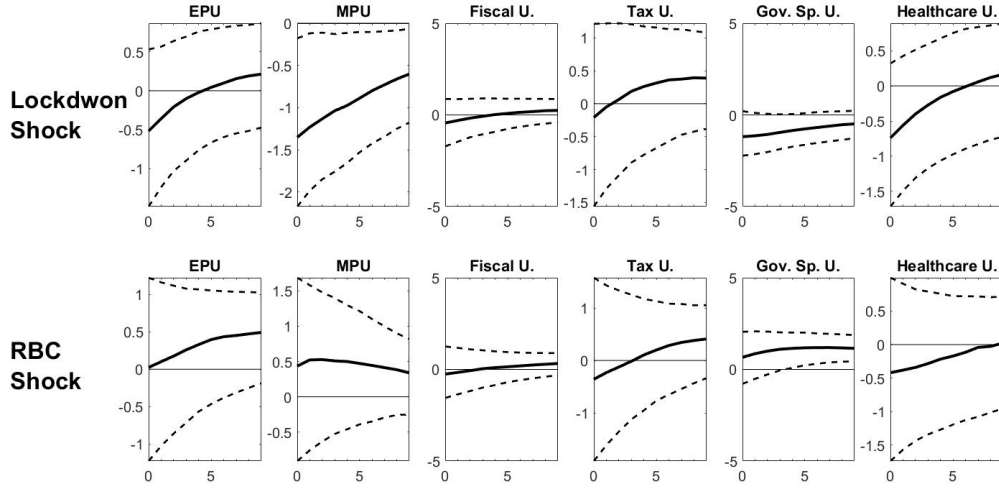 EPU MPU Fiscal U. Tax U. Gov. Sp. U. Healthcare U.
0.5 0 -0.5 -1
0 -0.5 -1 -1.5 -2
5 0 -5
1 0.5 0 -0.5 -1 -1.5
5 0 -5
0.5 0 -0.5 -1 -1.5
Lockdwon
Shock
0 5 0 5 0 5 0 5 0 5 0 5
EPU MPU Fiscal U. Tax U. Gov. Sp. U. Healthcare U.
1 0.5 0 -0.5 -1
1.5 1 0.5 0 -0.5
5 0 -5
1 0 -1
5 0 -5
0.5 0 -0.5 -1 -1.5
RBC
Shock
0 5 0 5 0 5 0 5 0 5 0 5